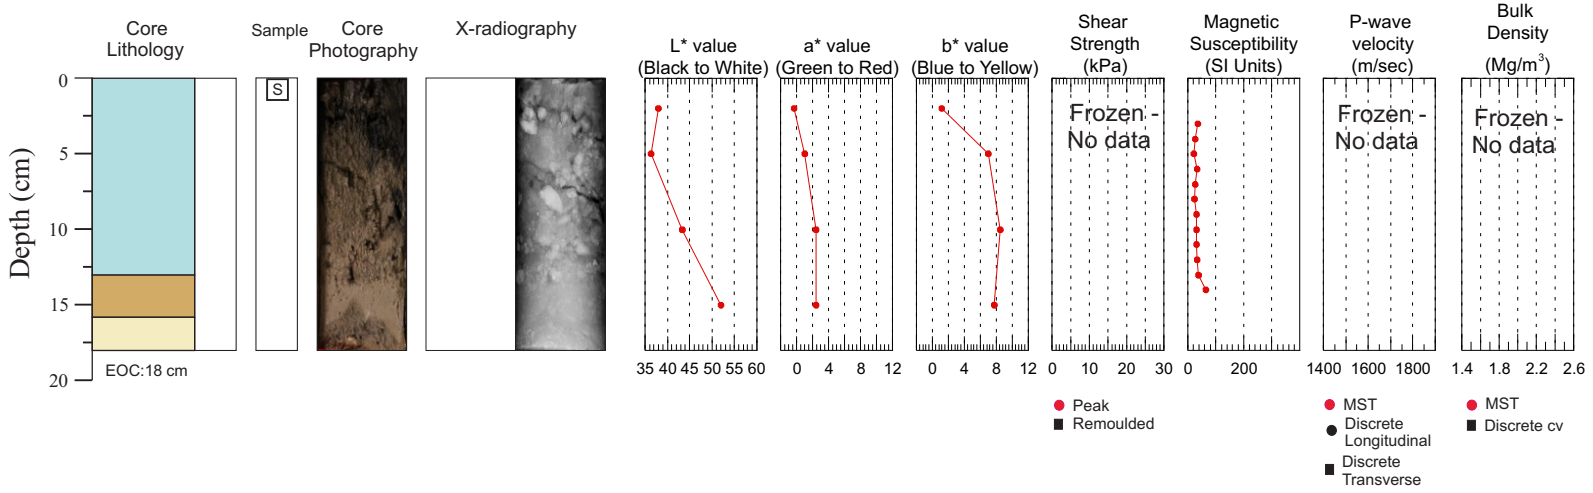 Core
Lithology
Sample
Core
Photography
X-radiography
L* value
(Black to White)
a* value
(Green to Red)
b* value
(Blue to Yellow)
Shear
Strength
(kPa)
Magnetic
Susceptibility
(SI Units)
P-wave
velocity
(m/sec)
Bulk
Density
(Mg/m³)
Depth (cm)
0
5
10
15
20
S
EOC:18 cm
Frozen -
No data
Frozen -
No data
Frozen -
No data
35 40 45 50 55 60
0 4 8 12
0 4 8 12
0 10 20 30
0 200
1400 1600 1800
1.4 1.8 2.2 2.6
Peak
Remoulded
MST
Discrete
Longitudinal
Discrete
Transverse
MST
Discrete cv